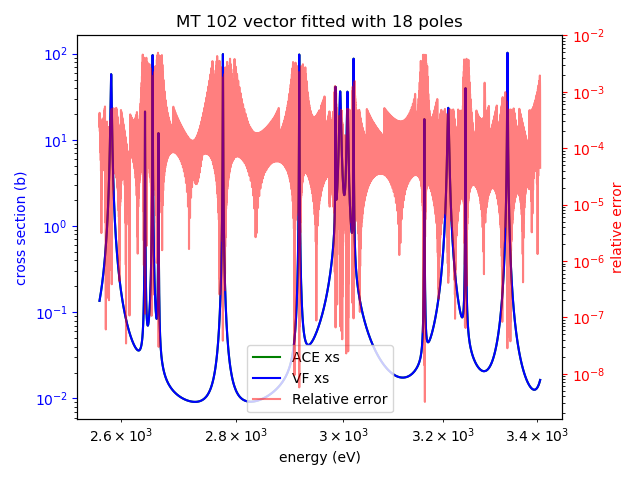 MT 102 vector fitted with 18 poles
cross section (b)
10²
10¹
10⁰
10⁻¹
10⁻²
10⁻²
10⁻³
10⁻⁴
10⁻⁵
10⁻⁶
10⁻⁷
10⁻⁸
relative error
ACE xs
VF xs
Relative error
2.6 × 10³ 2.8 × 10³ 3 × 10³ 3.2 × 10³ 3.4 × 10³
energy (eV)